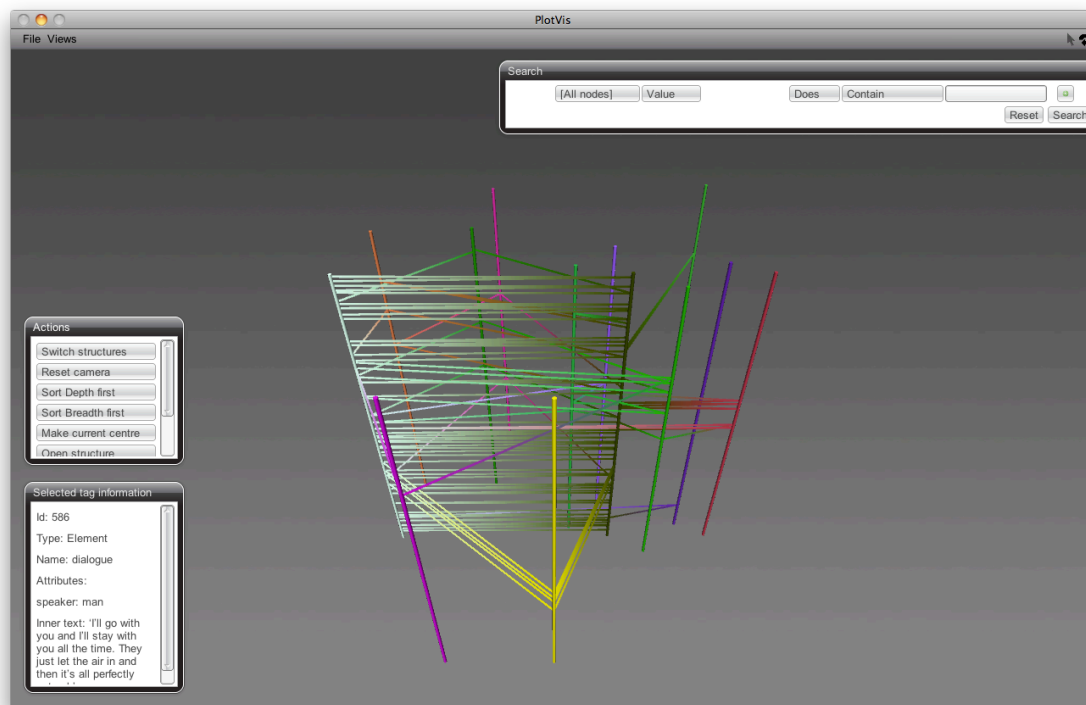 PlotVis
File Views
Search
[All nodes] Value Does Contain
Reset Search
Actions
Switch structures
Reset camera
Sort Depth first
Sort Breadth first
Make current centre
Open structure
Selected tag information
Id: 586
Type: Element
Name: dialogue
Attributes:
speaker: man
Inner text: 'I'll go with
you and I'll stay with
you all the time. They
just let the air in and
then it's all perfectly